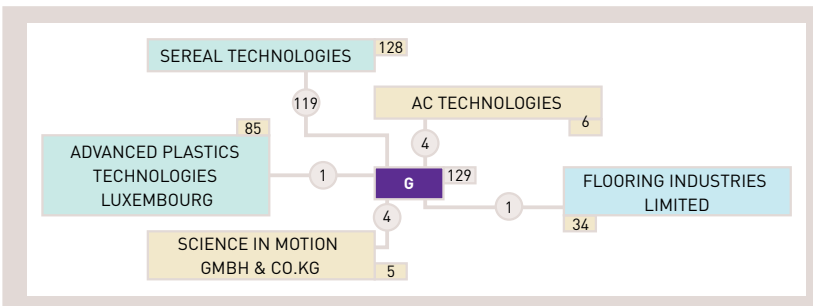 SEREAL TECHNOLOGIES
128
119
AC TECHNOLOGIES
6
4
85
ADVANCED PLASTICS
TECHNOLOGIES
LUXEMBOURG
1
G
129
FLOORING INDUSTRIES
LIMITED
34
1
4
SCIENCE IN MOTION
GMBH & CO.KG
5